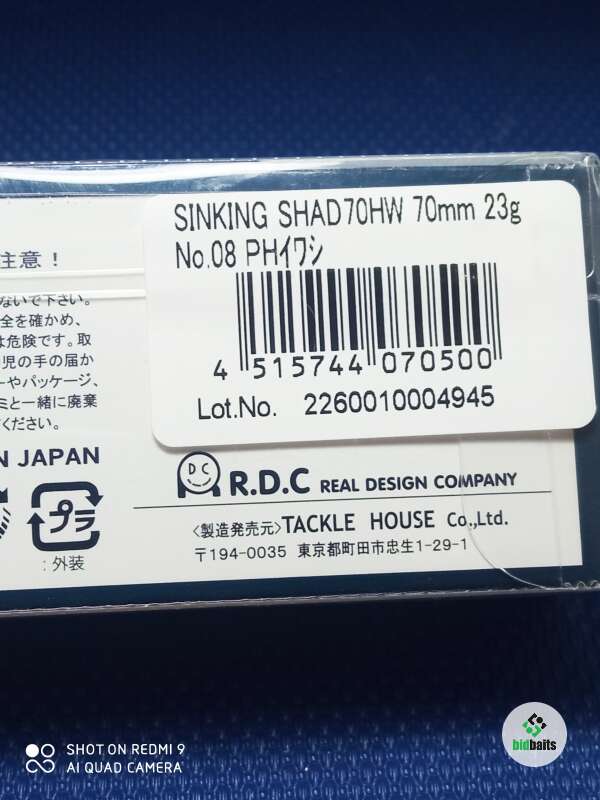 SINKING SHAD70HW 70mm 23g
No.08 PHイワシ
4 515744 070500
Lot.No. 2260010004945
注意！
ないで下さい。
全を確かめ、
は危険です。取
児の手の届か
ーやパッケージ、
ミと一緒に廃棄
ください。
N JAPAN
プラ
:外装
DC
R.D.C REAL DESIGN COMPANY
〈製造発売元〉TACKLE HOUSE Co.,Ltd.
〒194-0035 東京都町田市忠生1-29-1
SHOT ON REDMI 9
AI QUAD CAMERA
bidbaits